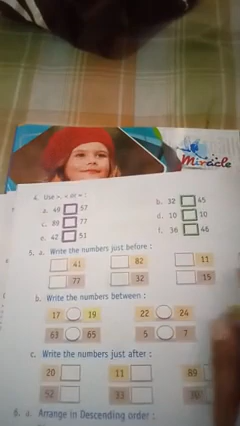 Miracle
4. Use >, < or = :
a. 49 57
b. 32 45
c. 89 77
d. 10 10
e. 42 51
f. 36 46
5. a. Write the numbers just before :
41 82 11
77 32 15
b. Write the numbers between :
17 19 22 24
63 65 5 7
c. Write the numbers just after :
20 11 89
52 33
6. a. Arrange in Descending order :